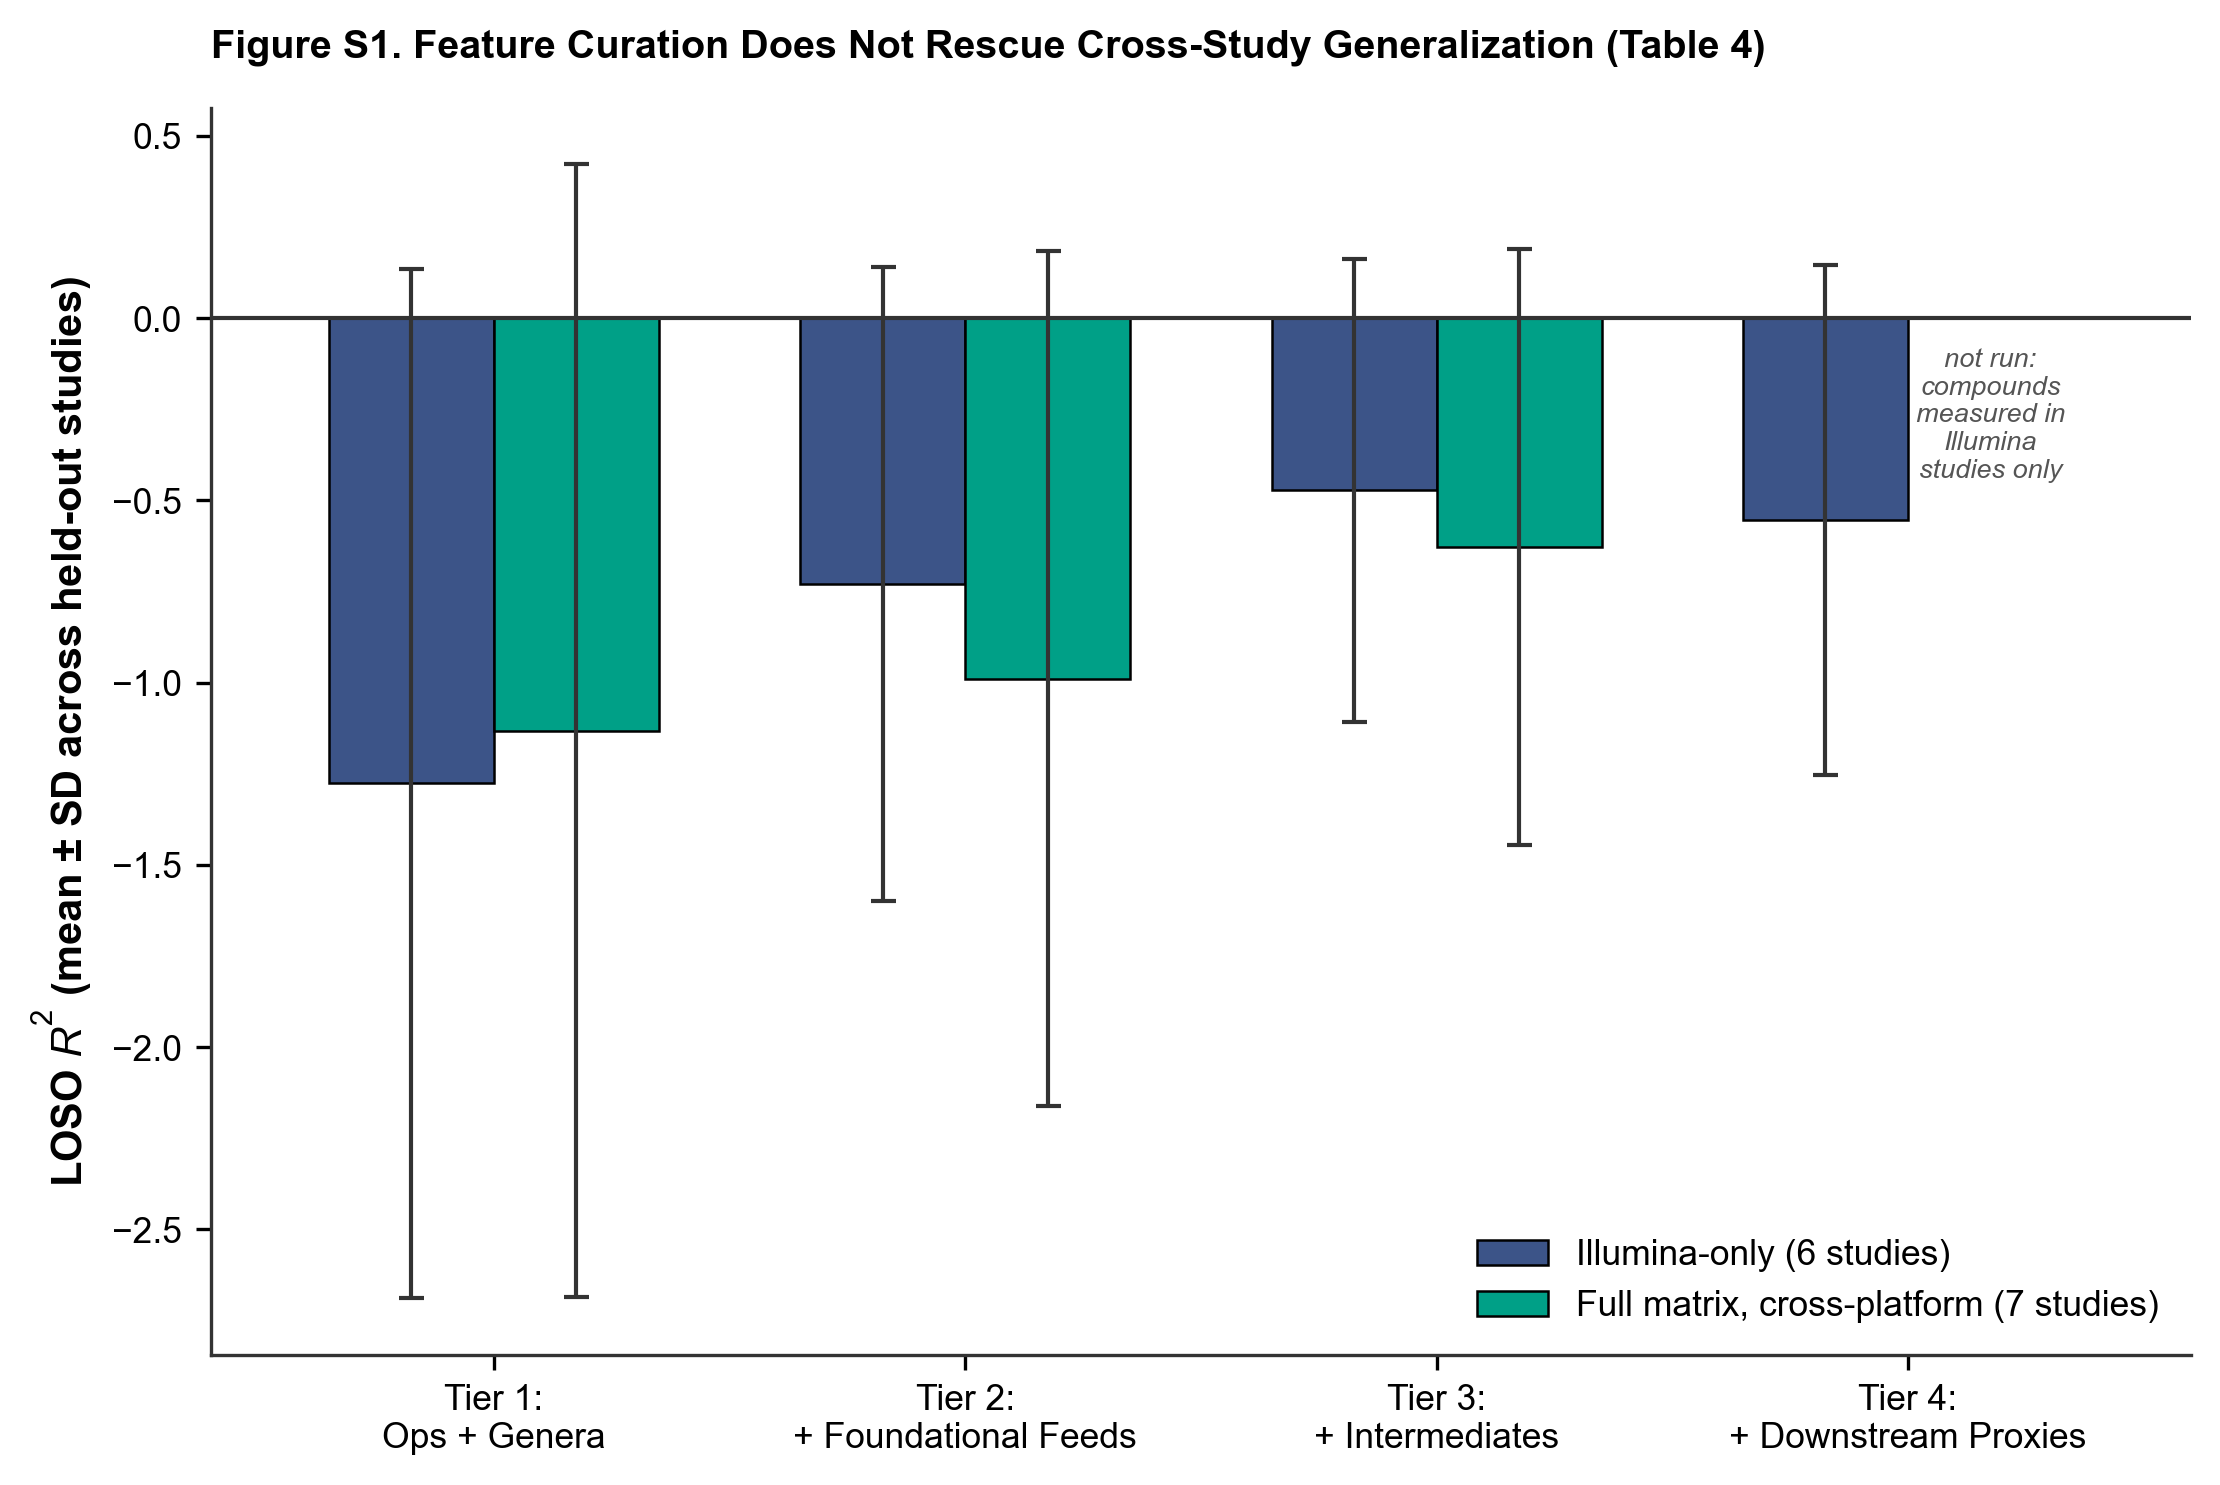 Figure S1. Feature Curation Does Not Rescue Cross-Study Generalization (Table 4)
LOSO R² (mean ± SD across held-out studies)
0.5
0.0
−0.5
−1.0
−1.5
−2.0
−2.5
not run:
compounds
measured in
Illumina
studies only
Illumina-only (6 studies)
Full matrix, cross-platform (7 studies)
Tier 1:
Ops + Genera
Tier 2:
+ Foundational Feeds
Tier 3:
+ Intermediates
Tier 4:
+ Downstream Proxies